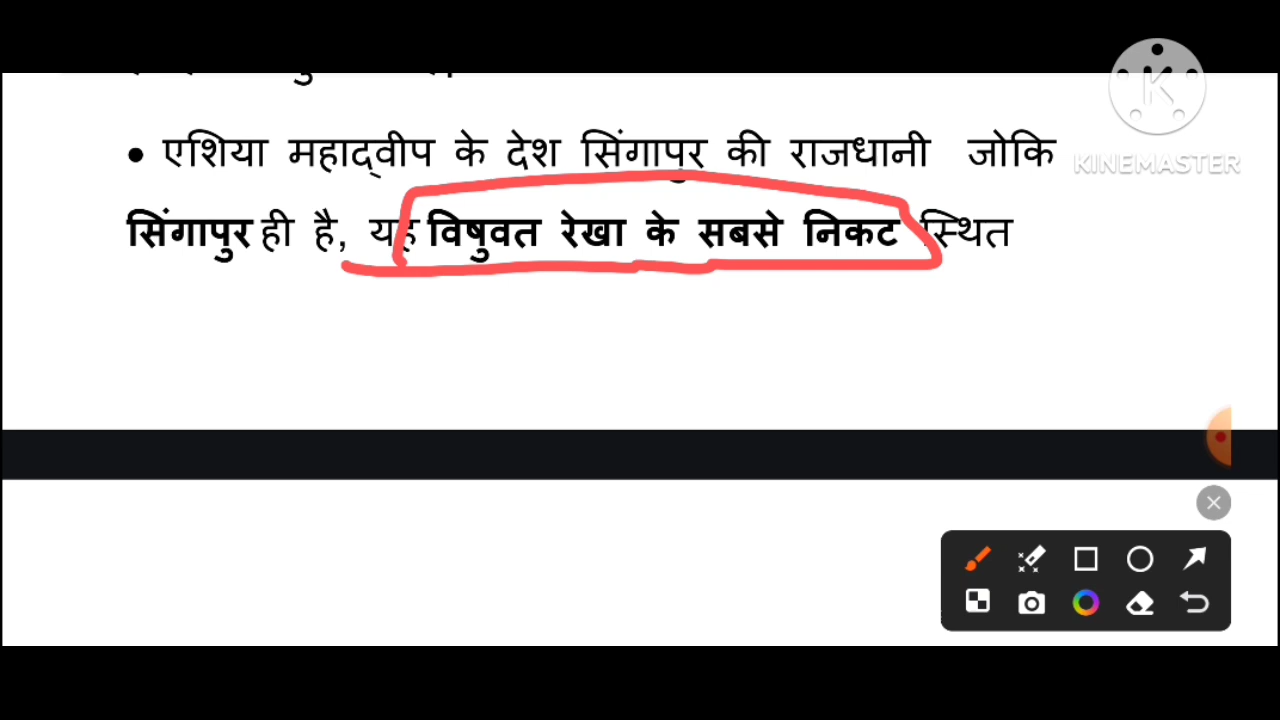 • एशिया महाद्वीप के देश सिंगापुर की राजधानी जोकि
सिंगापुर ही है, यह विषुवत रेखा के सबसे निकट स्थित
K
KINEMASTER